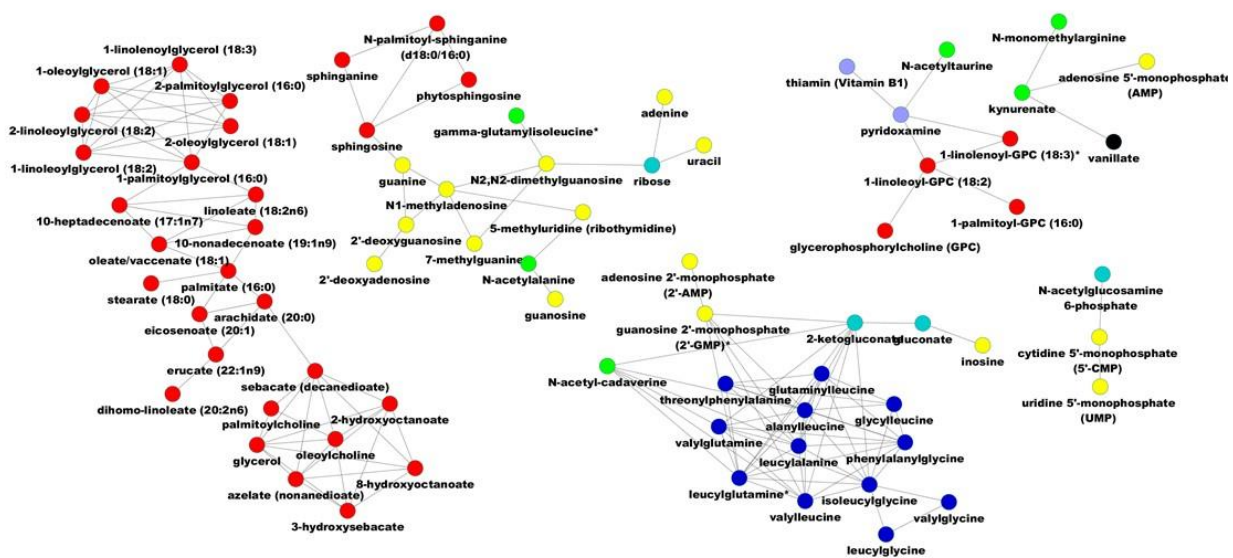 1-linolenoylglycerol (18:3)
1-oleoylglycerol (18:1)
2-palmitoylglycerol (16:0)
2-linoleoylglycerol (18:2)
2-oleoylglycerol (18:1)
1-linoleoylglycerol (18:2)
1-palmitoylglycerol (16:0)
linoleate (18:2n6)
10-heptadecenoate (17:1n7)
10-nonadecenoate (19:1n9)
oleate/vaccenate (18:1)
palmitate (16:0)
stearate (18:0)
arachidate (20:0)
eicosenoate (20:1)
erucate (22:1n9)
dihomo-linoleate (20:2n6)
sebacate (decanedioate)
2-hydroxyoctanoate
palmitoylcholine
oleoylcholine
glycerol
8-hydroxyoctanoate
azelate (nonanedioate)
3-hydroxysebacate
N-palmitoyl-sphinganine
(d18:0/16:0)
sphinganine
phytosphingosine
sphingosine
gamma-glutamylisoleucine*
adenine
uracil
ribose
guanine
N2,N2-dimethylguanosine
N1-methyladenosine
5-methyluridine (ribothymidine)
2'-deoxyguanosine
7-methylguanine
2'-deoxyadenosine
N-acetylalanine
guanosine
adenosine 2'-monophosphate
(2'-AMP)
guanosine 2'-monophosphate
(2'-GMP)*
2-ketogluconate
gluconate
inosine
N-acetyl-cadaverine
glutaminylleucine
threonylphenylalanine
alanylleucine
glycylleucine
valylglutamine
leucylalanine
phenylalanylglycine
leucylglutamine*
isoleucylglycine
valylleucine
valylglycine
leucylglycine
N-monomethylarginine
N-acetyltaurine
thiamin (Vitamin B1)
adenosine 5'-monophosphate
(AMP)
kynurenate
pyridoxamine
vanillate
1-linolenoyl-GPC (18:3)*
1-linoleoyl-GPC (18:2)
1-palmitoyl-GPC (16:0)
glycerophosphorylcholine (GPC)
N-acetylglucosamine
6-phosphate
cytidine 5'-monophosphate
(5'-CMP)
uridine 5'-monophosphate
(UMP)